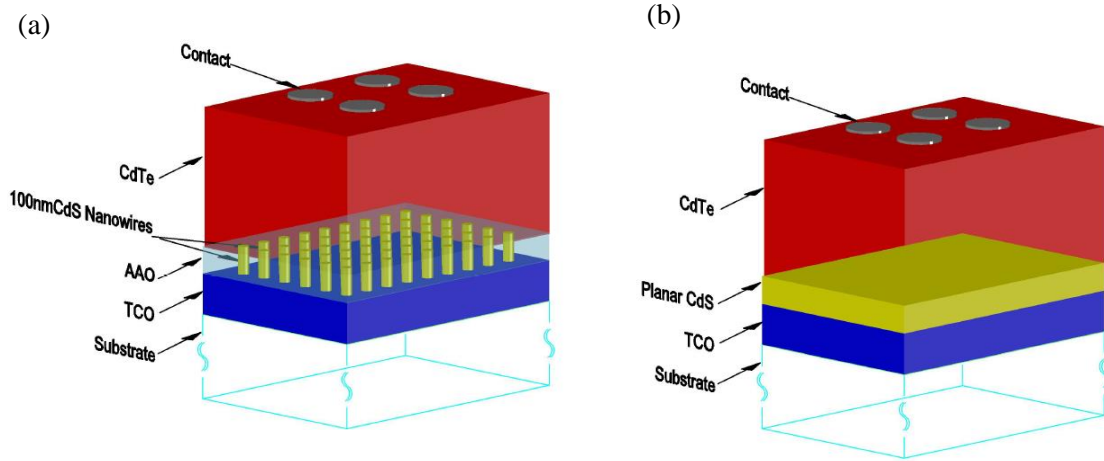 (a)
Contact
CdTe
100nmCdS Nanowires
AAO
TCO
Substrate
(b)
Contact
CdTe
Planar CdS
TCO
Substrate